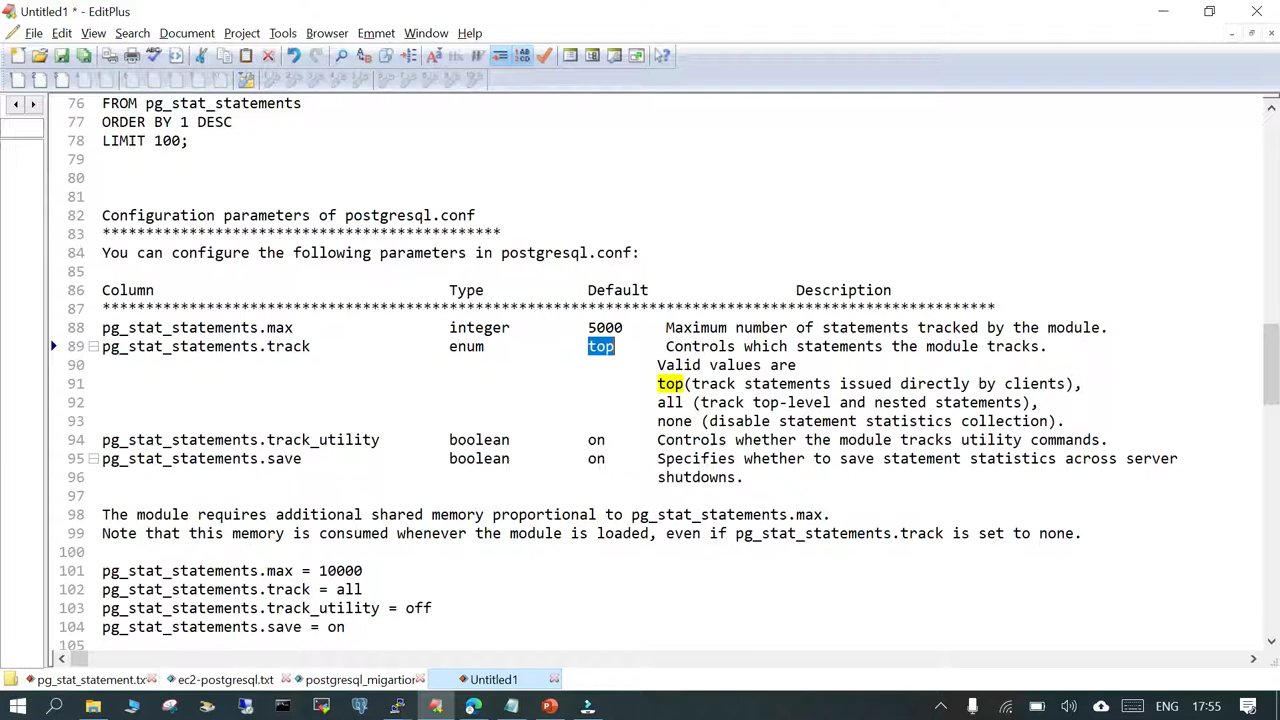 Untitled1 * - EditPlus
File Edit View Search Document Project Tools Browser Emmet Window Help
76 FROM pg_stat_statements
77 ORDER BY 1 DESC
78 LIMIT 100;
79
80
81
82 Configuration parameters of postgresql.conf
83 **********************************************
84 You can configure the following parameters in postgresql.conf:
85
86 Column Type Default Description
87 *******************************************************************************************************
88 pg_stat_statements.max integer 5000 Maximum number of statements tracked by the module.
89 pg_stat_statements.track enum top Controls which statements the module tracks.
90 Valid values are
91 top(track statements issued directly by clients),
92 all (track top-level and nested statements),
93 none (disable statement statistics collection).
94 pg_stat_statements.track_utility boolean on Controls whether the module tracks utility commands.
95 pg_stat_statements.save boolean on Specifies whether to save statement statistics across server
96 shutdowns.
97
98 The module requires additional shared memory proportional to pg_stat_statements.max.
99 Note that this memory is consumed whenever the module is loaded, even if pg_stat_statements.track is set to none.
100
101 pg_stat_statements.max = 10000
102 pg_stat_statements.track = all
103 pg_stat_statements.track_utility = off
104 pg_stat_statements.save = on
105
pg_stat_statement.tx ec2-postgresql.txt postgresql_migartion Untitled1
ENG 17:55